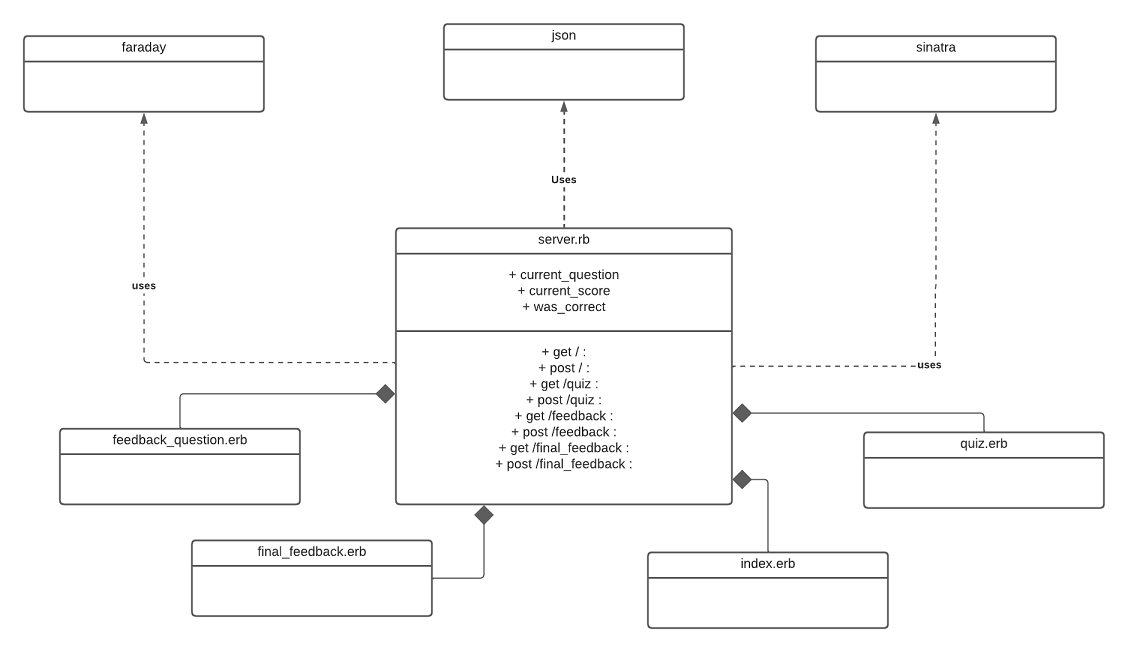 faraday
json
sinatra
Uses
server.rb
+ current_question
+ current_score
+ was_correct
uses
+ get / :
+ post / :
+ get /quiz :
+ post /quiz :
+ get /feedback :
+ post /feedback :
+ get /final_feedback :
+ post /final_feedback :
uses
feedback_question.erb
quiz.erb
final_feedback.erb
index.erb